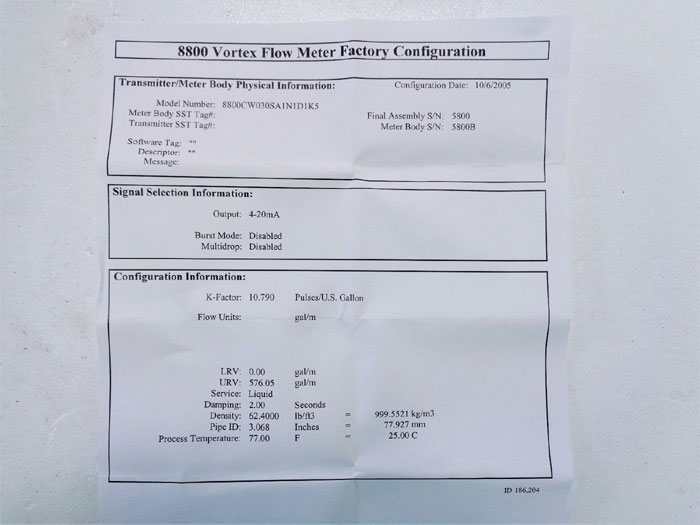 8800 Vortex Flow Meter Factory Configuration
Transmitter/Meter Body Physical Information: Configuration Date: 10/6/2005
Model Number: 8800CW030SA1N1D1K5
Meter Body SST Tag#: Final Assembly S/N: 5800
Transmitter SST Tag#: Meter Body S/N: 5800B
Software Tag: ""
Descriptor: ""
Message:
Signal Selection Information:
Output: 4-20mA
Burst Mode: Disabled
Multidrop: Disabled
Configuration Information:
K-Factor: 10.790 Pulses/U.S. Gallon
Flow Units: gal/m
LRV: 0.00 gal/m
URV: 576.05 gal/m
Service: Liquid
Damping: 2.00 Seconds
Density: 62.4000 lb/ft3 = 999.5521 kg/m3
Pipe ID: 3.068 Inches = 77.927 mm
Process Temperature: 77.00 F = 25.00 C
ID 186,204